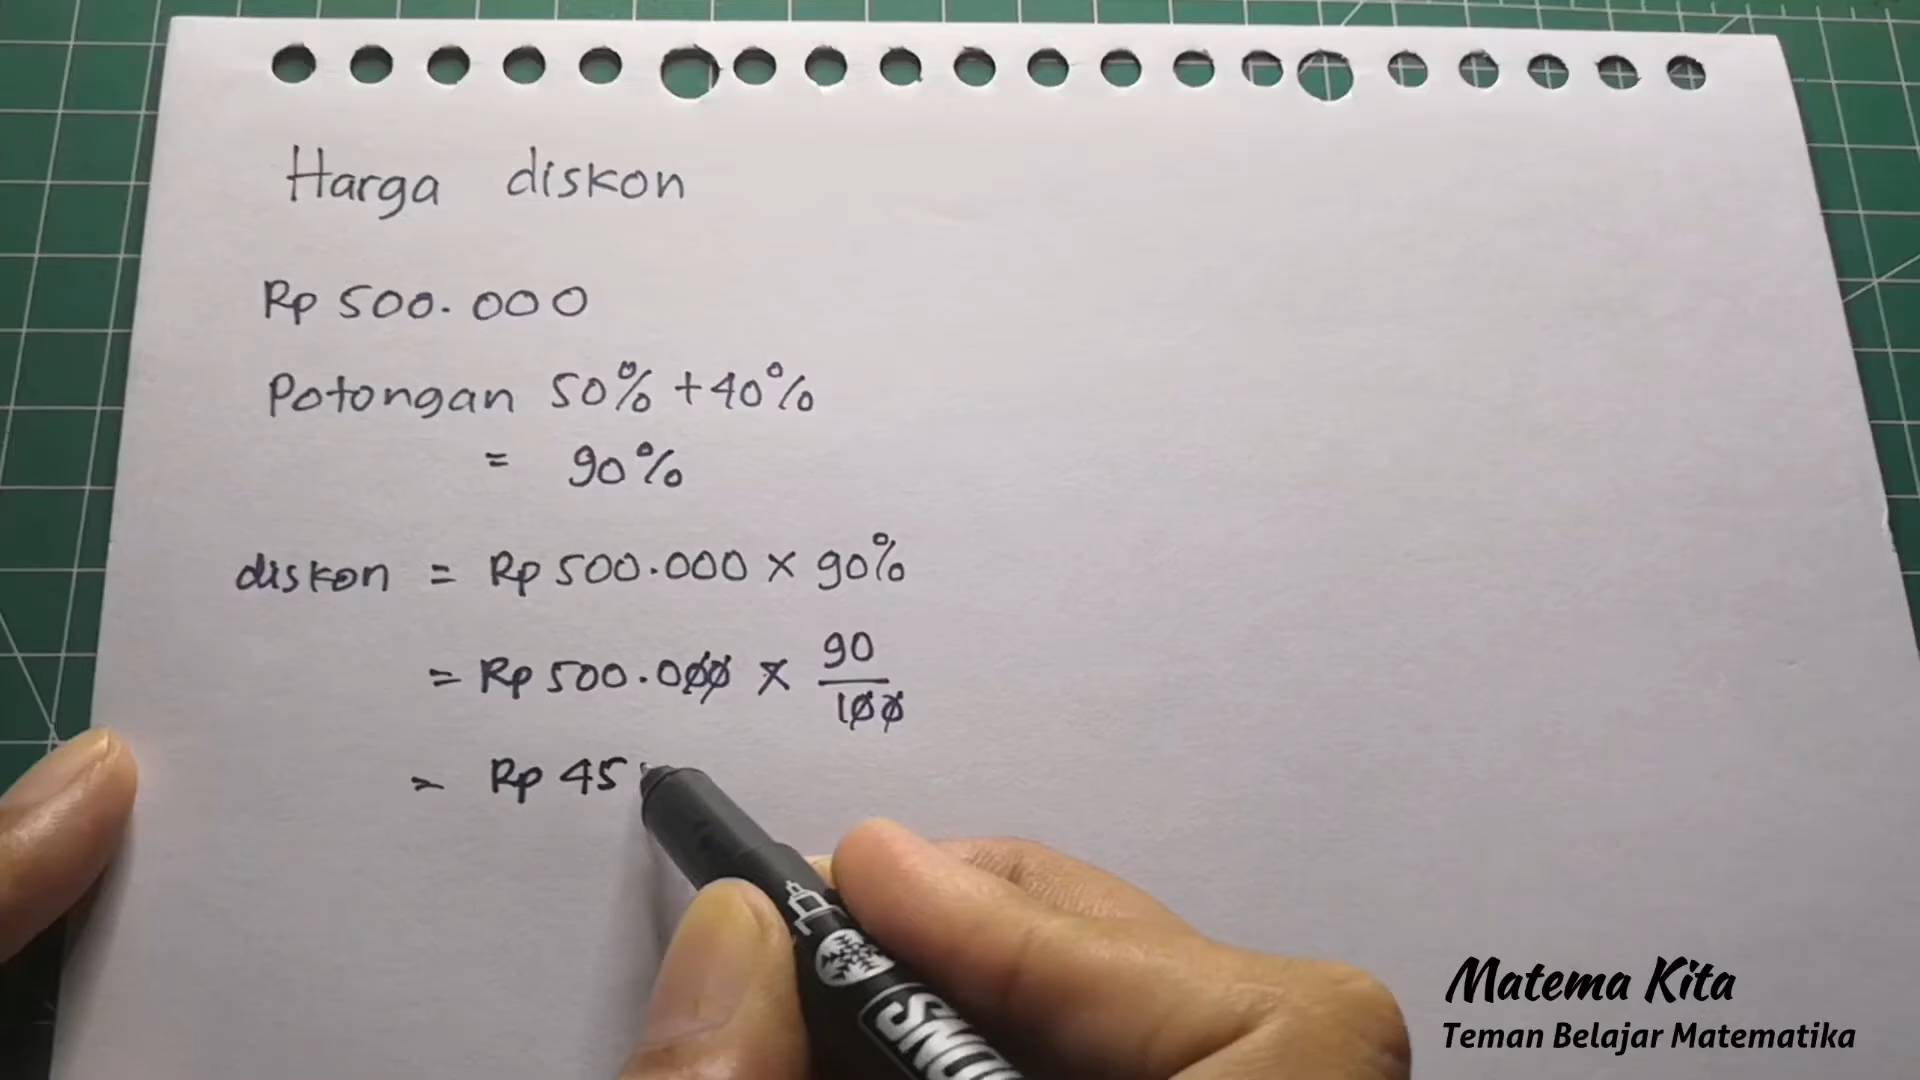 Harga diskon
Rp 500.000
Potongan 50% + 40%
= 90%
diskon = Rp 500.000 × 90%
= Rp 500.000 × 90/100
= Rp 45
SNO
Matema Kita
Teman Belajar Matematika